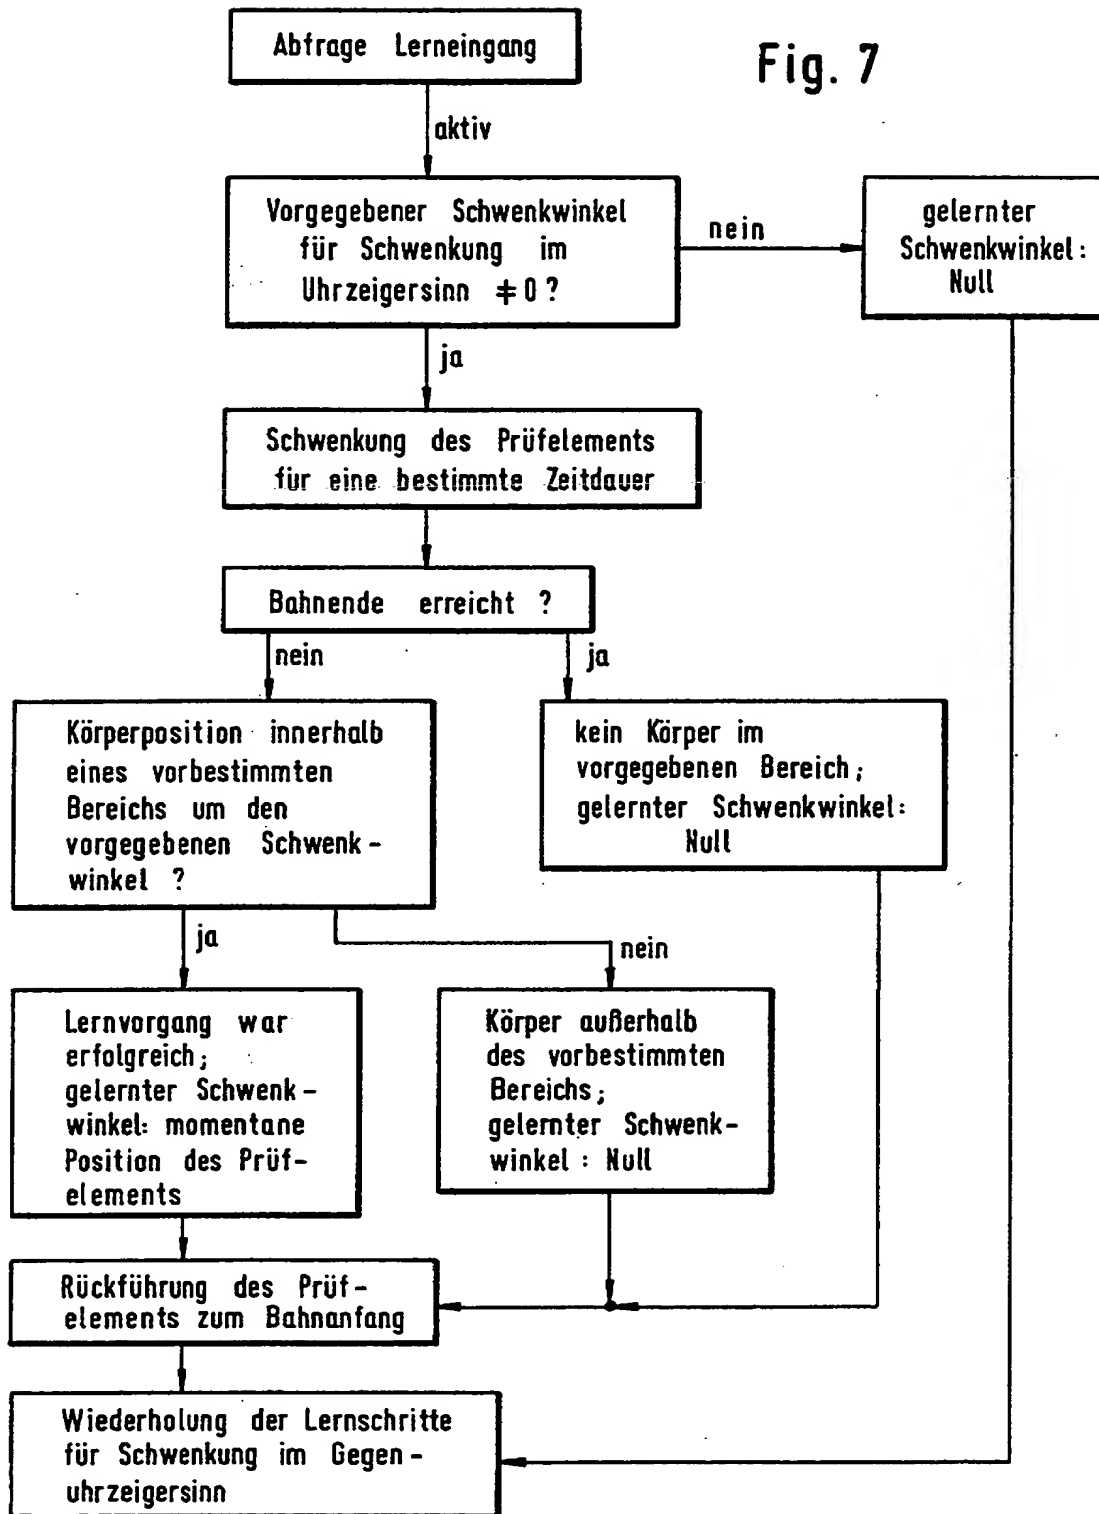 Abfrage Lerneingang
Fig. 7
aktiv
Vorgegebener Schwenkwinkel
für Schwenkung im
Uhrzeigersinn ≠ 0 ?
nein
gelernter
Schwenkwinkel :
Null
ja
Schwenkung des Prüfelements
für eine bestimmte Zeitdauer
Bahnende erreicht ?
nein
ja
Körperposition innerhalb
eines vorbestimmten
Bereichs um den
vorgegebenen Schwenk-
winkel ?
kein Körper im
vorgegebenen Bereich ;
gelernter Schwenkwinkel :
Null
ja
nein
Lernvorgang war
erfolgreich ;
gelernter Schwenk-
winkel: momentane
Position des Prüf-
elements
Körper außerhalb
des vorbestimmten
Bereichs ;
gelernter Schwenk-
winkel : Null
Rückführung des Prüf-
elements zum Bahnanfang
Wiederholung der Lernschritte
für Schwenkung im Gegen-
uhrzeigersinn